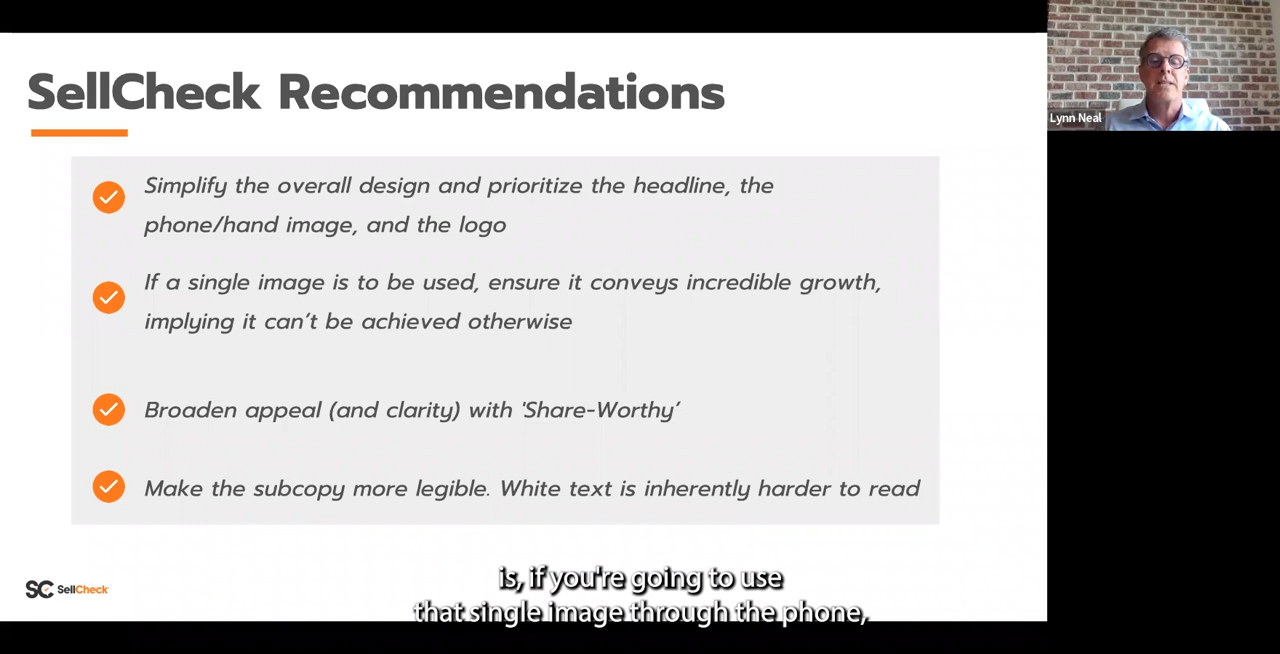 SellCheck Recommendations
Lynn Neal
Simplify the overall design and prioritize the headline, the
phone/hand image, and the logo
If a single image is to be used, ensure it conveys incredible growth,
implying it can’t be achieved otherwise
Broaden appeal (and clarity) with 'Share-Worthy’
Make the subcopy more legible. White text is inherently harder to read
SC SellCheck
is, if you're going to use
that single image through the phone,